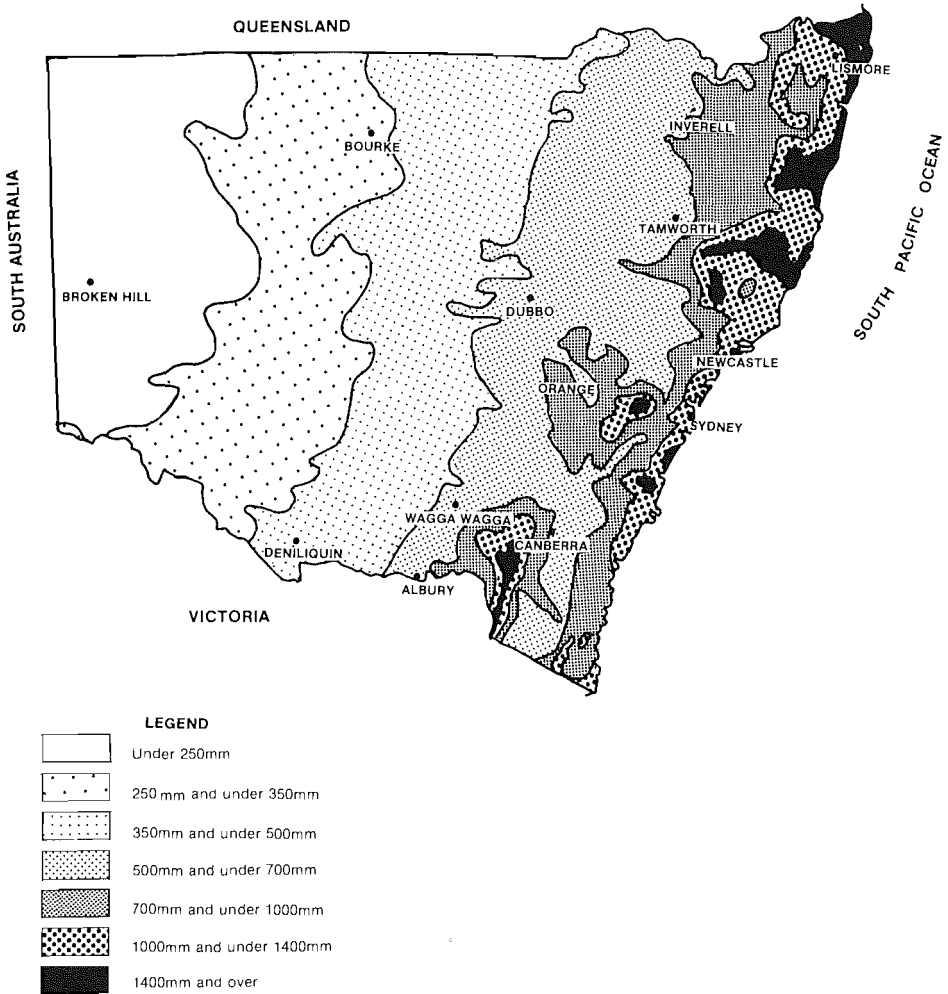 QUEENSLAND
LISMORE
INVERELL
BOURKE
SOUTH AUSTRALIA
SOUTH PACIFIC OCEAN
TAMWORTH
BROKEN HILL
DUBBO
NEWCASTLE
ORANGE
SYDNEY
WAGGA WAGGA
CANBERRA
DENILIQUIN
ALBURY
VICTORIA
LEGEND
Under 250mm
250mm and under 350mm
350mm and under 500mm
500mm and under 700mm
700mm and under 1000mm
1000mm and under 1400mm
1400mm and over